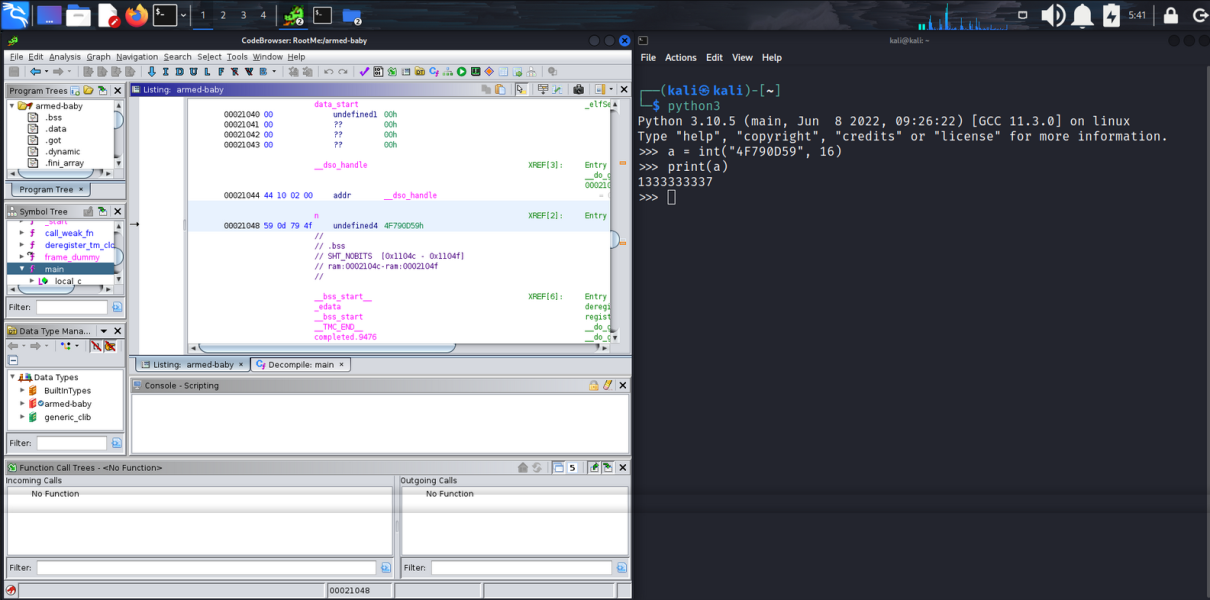 1 2 3 4 2 2 5:41
CodeBrowser: RootMe:/armed-baby
File Edit Analysis Graph Navigation Search Select Tools Window Help
I D U L F B
Program Trees
armed-baby
.bss
.data
.got
.dynamic
.fini_array
Program Tree ×
Symbol Tree
_start
call_weak_fn
deregister_tm_clo
frame_dummy
main
local_c
Filter:
Data Type Mana...
Data Types
BuiltInTypes
armed-baby
generic_clib
Filter:
Listing: armed-baby
data_start _elfSe
00021040 00 undefined1 00h
00021041 00 ?? 00h
00021042 00 ?? 00h
00021043 00 ?? 00h
__dso_handle XREF[3]: Entry
__do_g
000210
00021044 44 10 02 00 addr __dso_handle =
n XREF[2]: Entry
00021048 59 0d 79 4f undefined4 4F790D59h
//
// .bss
// SHT_NOBITS [0x1104c - 0x1104f]
// ram:0002104c-ram:0002104f
//
__bss_start__ XREF[6]: Entry
_edata deregi
__bss_start regist
__TMC_END__ __do_g
completed.9476 __do_g
Listing: armed-baby × Decompile: main ×
Console - Scripting
Function Call Trees - <No Function> 5
Incoming Calls
No Function
Filter:
Outgoing Calls
No Function
Filter:
00021048
kali@kali: ~
File Actions Edit View Help
┌──(kali㉿kali)-[~]
└─$ python3
Python 3.10.5 (main, Jun 8 2022, 09:26:22) [GCC 11.3.0] on linux
Type "help", "copyright", "credits" or "license" for more information.
>>> a = int("4F790D59", 16)
>>> print(a)
1333333337
>>>